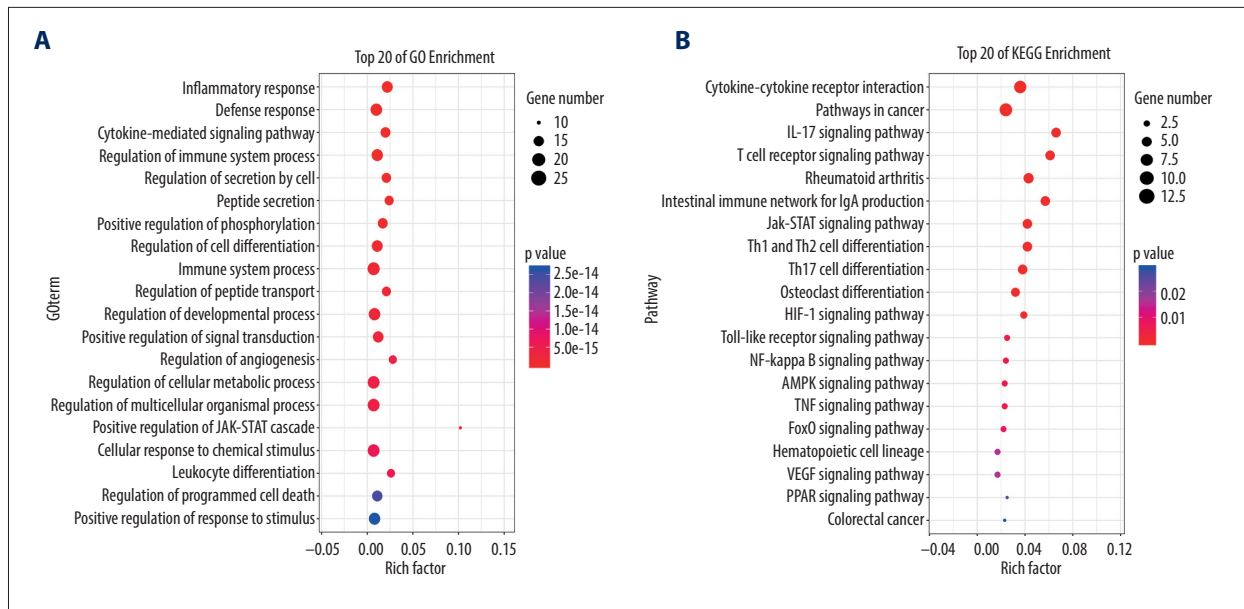 A
Top 20 of GO Enrichment
GOterm
Inflammatory response
Defense response
Cytokine-mediated signaling pathway
Regulation of immune system process
Regulation of secretion by cell
Peptide secretion
Positive regulation of phosphorylation
Regulation of cell differentiation
Immune system process
Regulation of peptide transport
Regulation of developmental process
Positive regulation of signal transduction
Regulation of angiogenesis
Regulation of cellular metabolic process
Regulation of multicellular organismal process
Positive regulation of JAK-STAT cascade
Cellular response to chemical stimulus
Leukocyte differentiation
Regulation of programmed cell death
Positive regulation of response to stimulus
−0.05 0.00 0.05 0.10 0.15
Rich factor
Gene number
10
15
20
25
p value
2.5e-14
2.0e-14
1.5e-14
1.0e-14
5.0e-15
B
Top 20 of KEGG Enrichment
Pathway
Cytokine-cytokine receptor interaction
Pathways in cancer
IL-17 signaling pathway
T cell receptor signaling pathway
Rheumatoid arthritis
Intestinal immune network for IgA production
Jak-STAT signaling pathway
Th1 and Th2 cell differentiation
Th17 cell differentiation
Osteoclast differentiation
HIF-1 signaling pathway
Toll-like receptor signaling pathway
NF-kappa B signaling pathway
AMPK signaling pathway
TNF signaling pathway
FoxO signaling pathway
Hematopoietic cell lineage
VEGF signaling pathway
PPAR signaling pathway
Colorectal cancer
−0.04 0.00 0.04 0.08 0.12
Rich factor
Gene number
2.5
5.0
7.5
10.0
12.5
p value
0.02
0.01